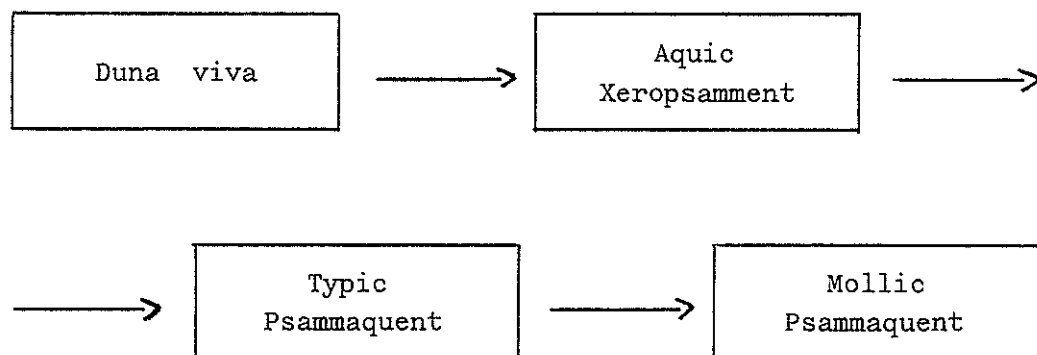 Duna viva
Aquic
Xeropsamment
Typic
Psammaquent
Mollic
Psammaquent